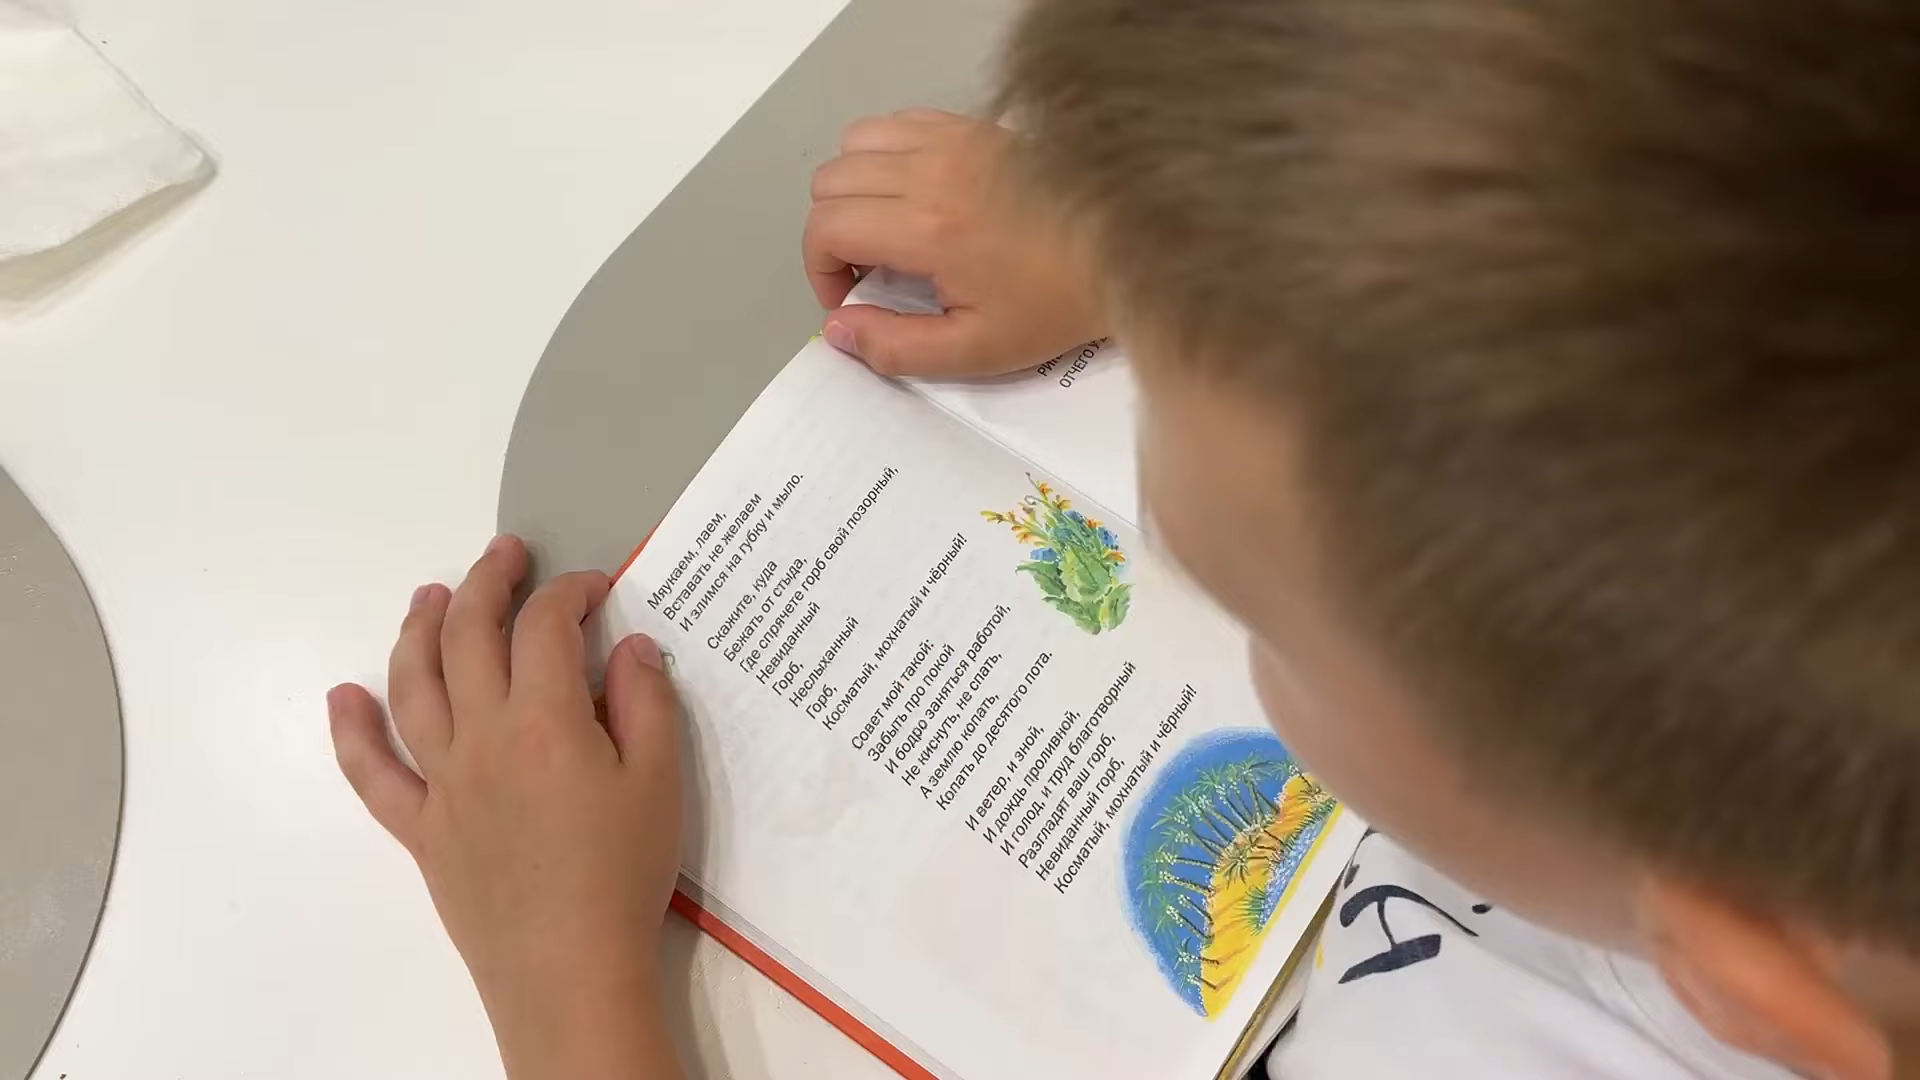 Мяукаем, лаем,
Вставать не желаем
И злимся на губку и мыло.
Скажите, куда
Бежать от стыда,
Где спрячете горб свой позорный,
Невиданный
Горб,
Неслыханный
Горб,
Косматый, мохнатый и чёрный!
Совет мой такой:
Забыть про покой
И бодро заняться работой,
Не киснуть, не спать,
А землю копать,
Копать до десятого пота.
И ветер, и зной,
И дождь проливной,
И голод, и труд благотворный
Разгладят ваш горб,
Невиданный горб,
Косматый, мохнатый и чёрный!
ОТЧЕГО У